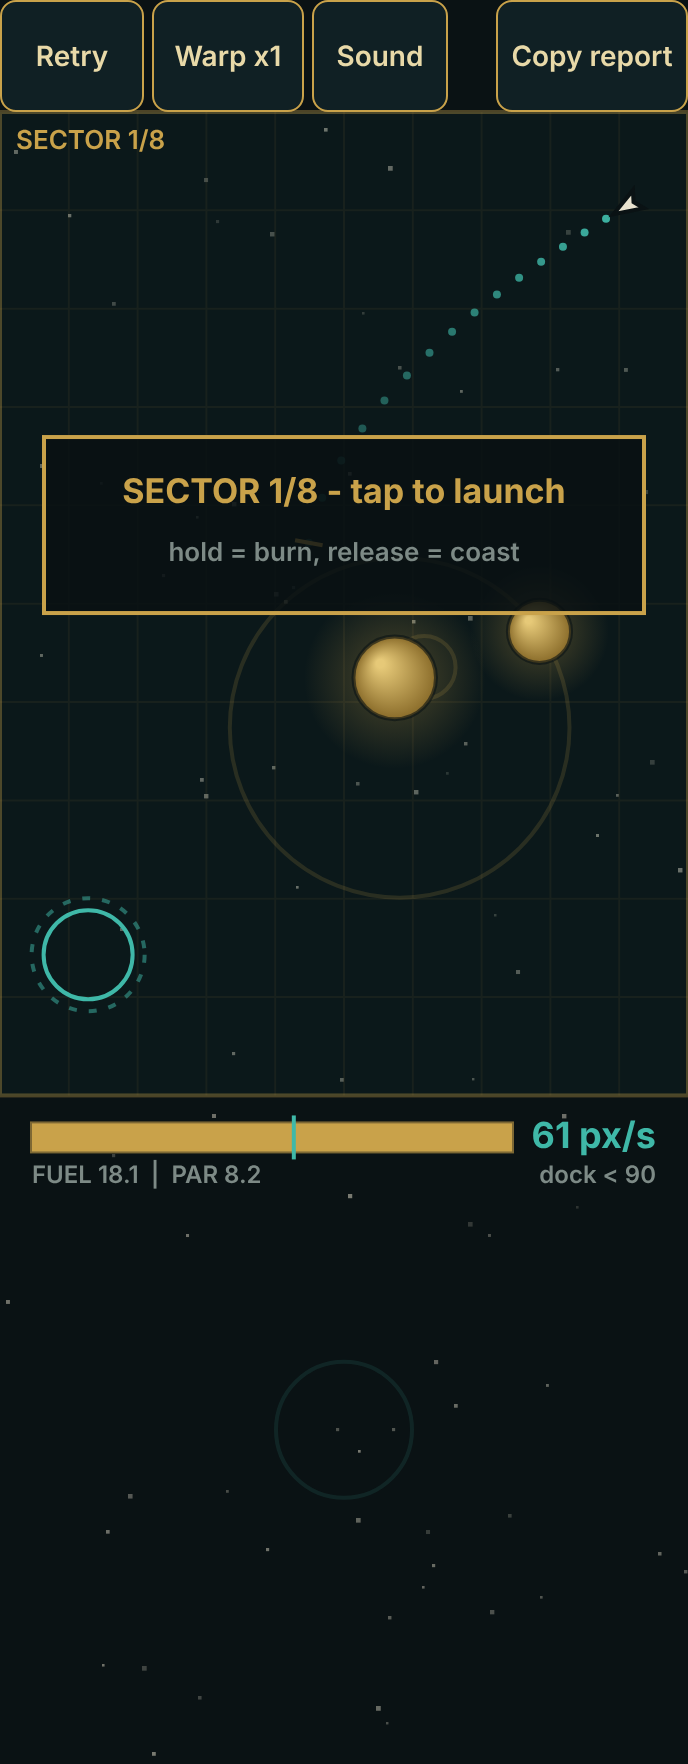 Retry
Warp x1
Sound
Copy report
SECTOR 1/8
SECTOR 1/8 - tap to launch
hold = burn, release = coast
61 px/s
FUEL 18.1 | PAR 8.2
dock < 90